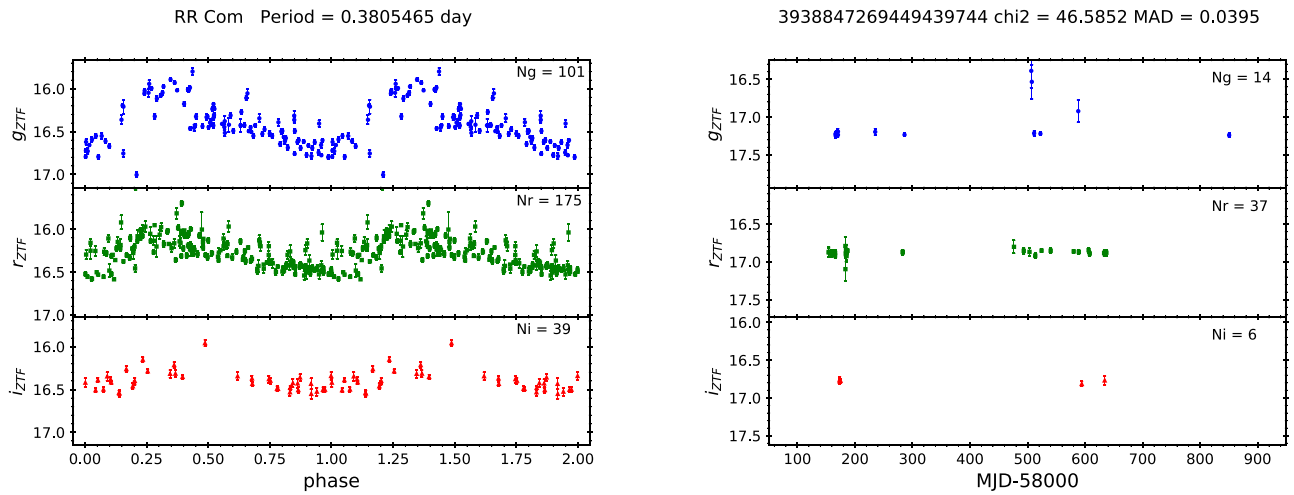 RR Com   Period = 0.3805465 day
Ng = 101
16.0
16.5
17.0
g_ZTF
Nr = 175
16.0
16.5
17.0
r_ZTF
Ni = 39
16.0
16.5
17.0
i_ZTF
0.00 0.25 0.50 0.75 1.00 1.25 1.50 1.75 2.00
phase
3938847269449439744 chi2 = 46.5852 MAD = 0.0395
Ng = 14
16.5
17.0
17.5
g_ZTF
Nr = 37
16.5
17.0
17.5
r_ZTF
Ni = 6
16.0
16.5
17.0
17.5
i_ZTF
100 200 300 400 500 600 700 800 900
MJD-58000